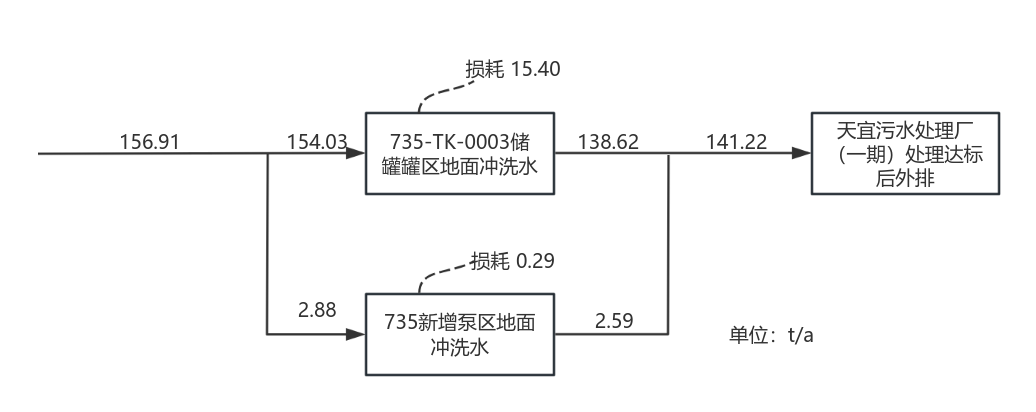 损耗 15.40
156.91
154.03
735-TK-0003储
罐罐区地面冲洗水
138.62
141.22
天宜污水处理厂
（一期）处理达标
后外排
损耗 0.29
2.88
735新增泵区地面
冲洗水
2.59
单位：t/a